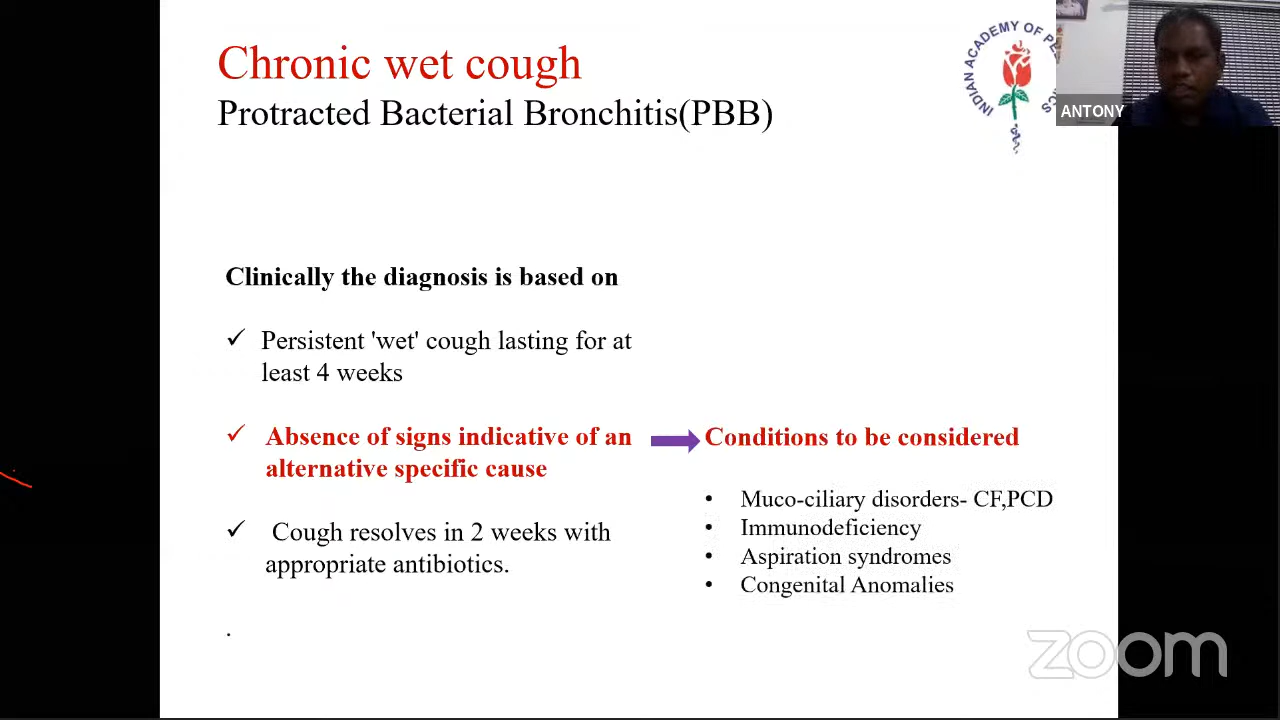 Chronic wet cough
Protracted Bacterial Bronchitis(PBB)
INDIAN ACADEMY OF PE
CS
ANTONY
Clinically the diagnosis is based on
✓ Persistent 'wet' cough lasting for at
least 4 weeks
✓ Absence of signs indicative of an
alternative specific cause
✓ Cough resolves in 2 weeks with
appropriate antibiotics.
.
Conditions to be considered
• Muco-ciliary disorders- CF,PCD
• Immunodeficiency
• Aspiration syndromes
• Congenital Anomalies
zoom